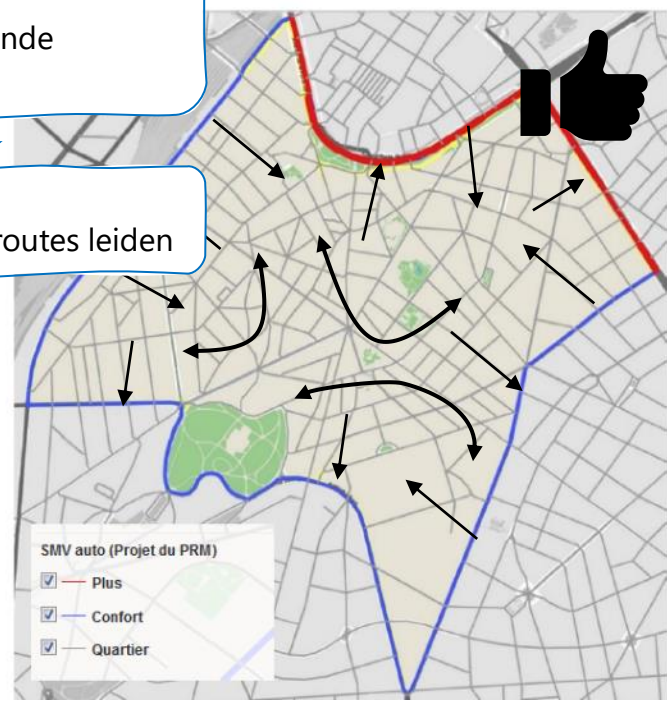 nde
routes leiden
SMV auto (Projet du PRM)
Plus
Confort
Quartier